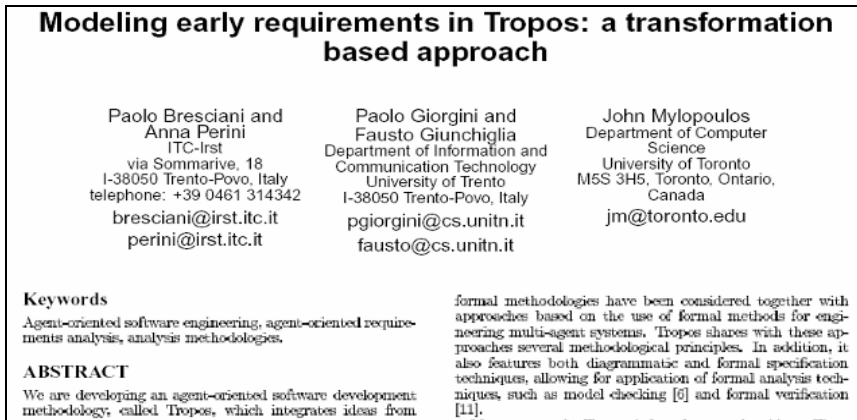 Modeling early requirements in Tropos: a transformation
based approach
Paolo Bresciani and
Anna Perini
ITC-Irst
via Sommarive, 18
I-38050 Trento-Povo, Italy
telephone: +39 0461 314342
bresciani@irst.itc.it
perini@irst.itc.it
Paolo Giorgini and
Fausto Giunchiglia
Department of Information and
Communication Technology
University of Trento
I-38050 Trento-Povo, Italy
pgiorgini@cs.unitn.it
fausto@cs.unitn.it
John Mylopoulos
Department of Computer
Science
University of Toronto
M5S 3H5, Toronto, Ontario,
Canada
jm@toronto.edu
Keywords
Agent-oriented software engineering, agent-oriented require-
ments analysis, analysis methodologies.
ABSTRACT
We are developing an agent-oriented software development
methodology, called Tropos, which integrates ideas from
formal methodologies have been considered together with
approaches based on the use of formal methods for engi-
neering multi-agent systems. Tropos shares with these ap-
proaches several methodological principles. In addition, it
also features both diagrammatic and formal specification
techniques, allowing for application of formal analysis tech-
niques, such as model checking [6] and formal verification
[11].